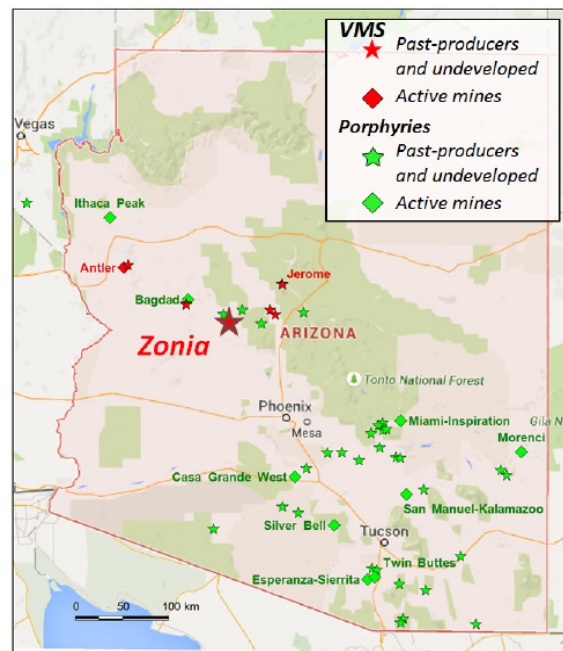 VMS
Past-producers
and undeveloped
Active mines
Porphyries
Past-producers
and undeveloped
Active mines
Vegas
Ithaca Peak
Antler
Jerome
Bagdad
Zonia
ARIZONA
Tonto National Forest
Phoenix
Mesa
Miami-Inspiration
Gila N
Morenci
Casa Grande West
San Manuel-Kalamazoo
Silver Bell
Tucson
Twin Buttes
Esperanza-Sierrita
0 50 100 km